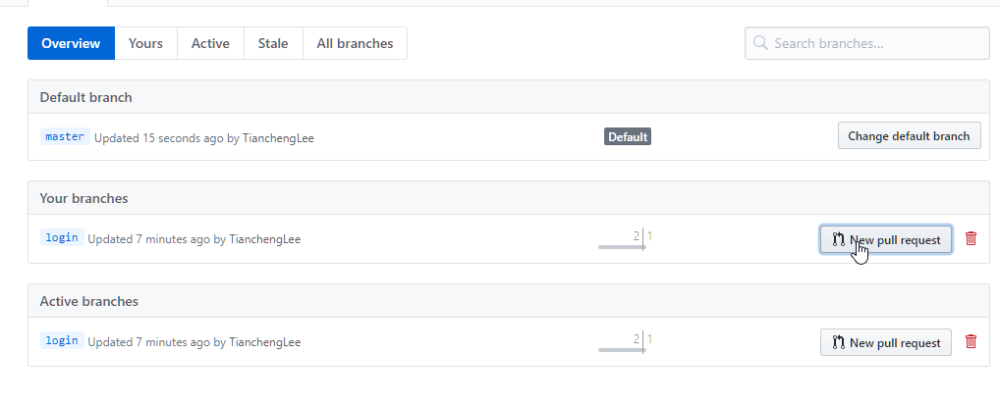 Overview Yours Active Stale All branches Search branches...
Default branch
master Updated 15 seconds ago by TianchengLee Default Change default branch
Your branches
login Updated 7 minutes ago by TianchengLee 2 1 New pull request
Active branches
login Updated 7 minutes ago by TianchengLee 2 1 New pull request